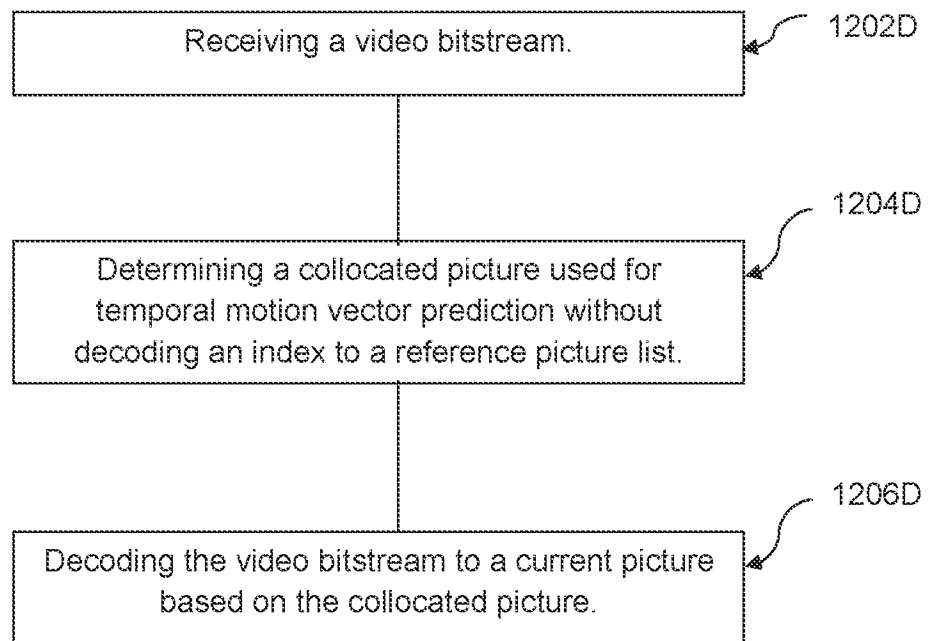 Receiving a video bitstream.
1202D
1204D
Determining a collocated picture used for
temporal motion vector prediction without
decoding an index to a reference picture list.
1206D
Decoding the video bitstream to a current picture
based on the collocated picture.